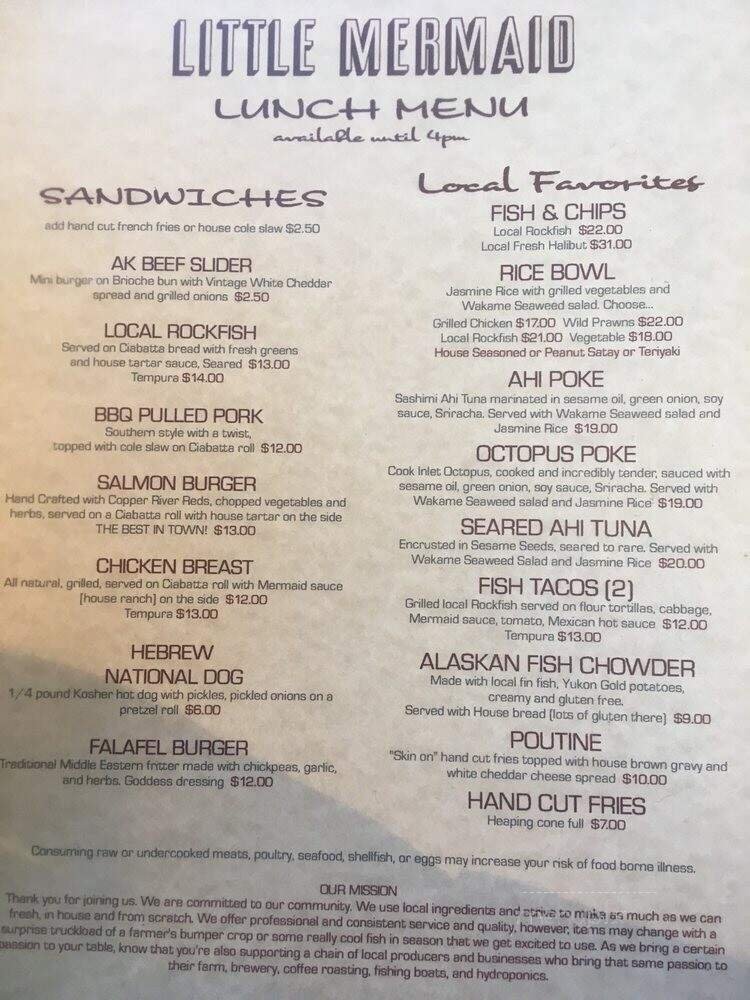 LITTLE MERMAID
LUNCH MENU
available until 4pm
SANDWICHES
add hand cut french fries or house cole slaw $2.50
AK BEEF SLIDER
Mini burger on Brioche bun with Vintage White Cheddar
spread and grilled onions $2.50
LOCAL ROCKFISH
Served on Ciabatta bread with fresh greens
and house tartar sauce, Seared $13.00
Tempura $14.00
BBQ PULLED PORK
Southern style with a twist,
topped with cole slaw on Ciabatta roll $12.00
SALMON BURGER
Hand Crafted with Copper River Reds, chopped vegetables and
herbs, served on a Ciabatta roll with house tartar on the side
THE BEST IN TOWN! $13.00
CHICKEN BREAST
All natural, grilled, served on Ciabatta roll with Mermaid sauce
[house ranch] on the side $12.00
Tempura $13.00
HEBREW
NATIONAL DOG
1/4 pound Kosher hot dog with pickles, pickled onions on a
pretzel roll $6.00
FALAFEL BURGER
Traditional Middle Eastern fritter made with chickpeas, garlic,
and herbs. Goddess dressing $12.00
Local Favorites
FISH & CHIPS
Local Rockfish $22.00
Local Fresh Halibut $31.00
RICE BOWL
Jasmine Rice with grilled vegetables and
Wakame Seaweed salad. Choose...
Grilled Chicken $17.00 Wild Prawns $22.00
Local Rockfish $21.00 Vegetable $18.00
House Seasoned or Peanut Satay or Teriyaki
AHI POKE
Sashimi Ahi Tuna marinated in sesame oil, green onion, soy
sauce, Sriracha. Served with Wakame Seaweed salad and
Jasmine Rice $19.00
OCTOPUS POKE
Cook Inlet Octopus, cooked and incredibly tender, sauced with
sesame oil, green onion, soy sauce, Sriracha. Served with
Wakame Seaweed salad and Jasmine Rice $19.00
SEARED AHI TUNA
Encrusted in Sesame Seeds, seared to rare. Served with
Wakame Seaweed Salad and Jasmine Rice $20.00
FISH TACOS [2]
Grilled local Rockfish served on flour tortillas, cabbage,
Mermaid sauce, tomato, Mexican hot sauce $12.00
Tempura $13.00
ALASKAN FISH CHOWDER
Made with local fin fish, Yukon Gold potatoes,
creamy and gluten free.
Served with House bread [lots of gluten there] $9.00
POUTINE
"Skin on" hand cut fries topped with house brown gravy and
white cheddar cheese spread $10.00
HAND CUT FRIES
Heaping cone full $7.00
Consuming raw or undercooked meats, poultry, seafood, shellfish, or eggs may increase your risk of food borne illness.
OUR MISSION
Thank you for joining us. We are committed to our community. We use local ingredients and strive to make as much as we can
fresh, in house and from scratch. We offer professional and consistent service and quality, however, items may change with a
surprise truckload of a farmer's bumper crop or some really cool fish in season that we get excited to use. As we bring a certain
passion to your table, know that you're also supporting a chain of local producers and businesses who bring that same passion to
their farm, brewery, coffee roasting, fishing boats, and hydroponics.